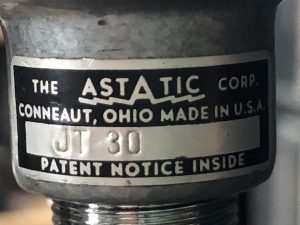 THE ASTATIC CORP.
CONNEAUT, OHIO MADE IN U.S.A.
JT 30
PATENT NOTICE INSIDE